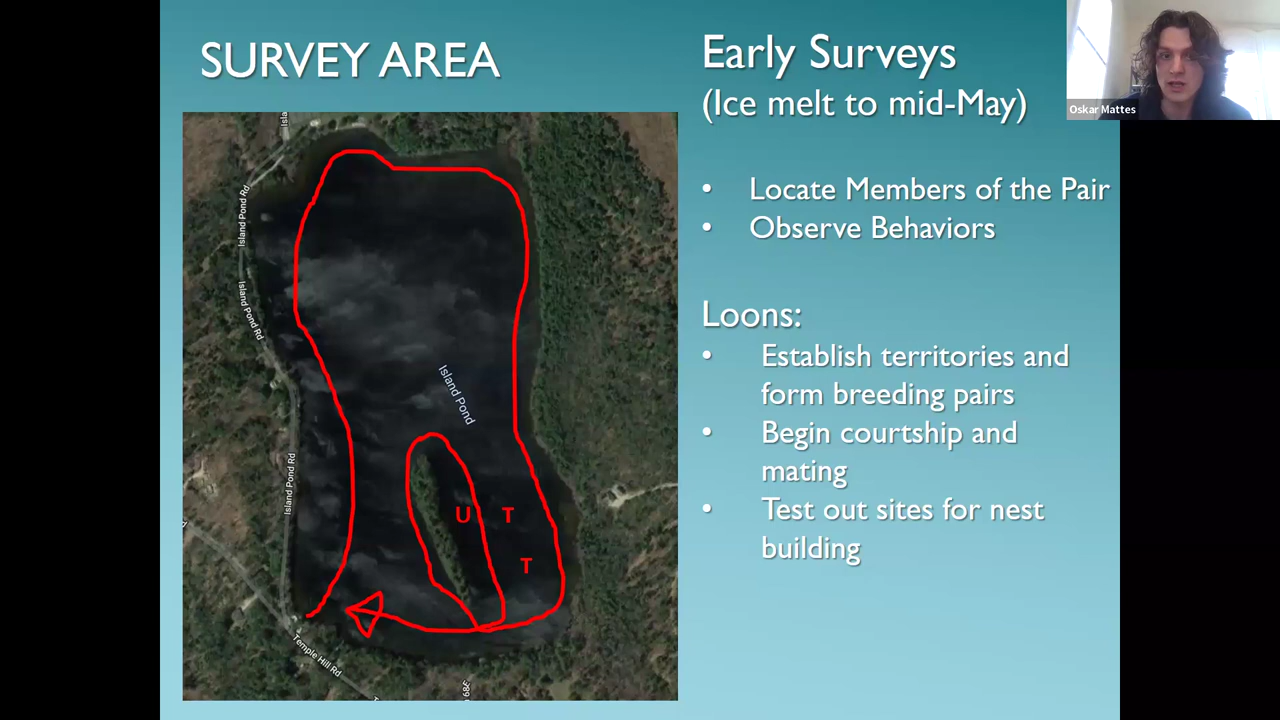 SURVEY AREA
Early Surveys
(Ice melt to mid-May)
Oskar Mattes
• Locate Members of the Pair
• Observe Behaviors
Loons:
• Establish territories and
form breeding pairs
• Begin courtship and
mating
• Test out sites for nest
building
Isla
Island Pond Rd
Island Pond Rd
Island Pond
Island Pond Rd
U T
T
Temple Hill Rd